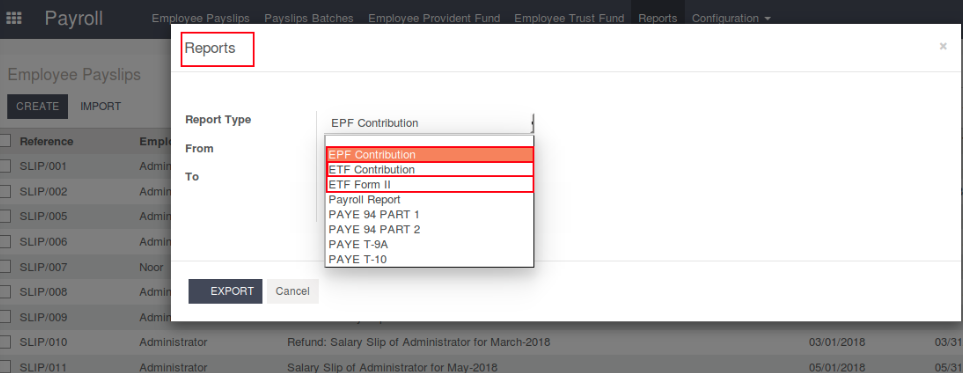 Payroll Employee Payslips Payslips Batches Employee Provident Fund Employee Trust Fund Reports Configuration
Reports ×
Employee Payslips
CREATE IMPORT
Report Type EPF Contribution
From
To
EPF Contribution
ETF Contribution
ETF Form II
Payroll Report
PAYE 94 PART 1
PAYE 94 PART 2
PAYE T-9A
PAYE T-10
EXPORT Cancel
Reference Emplo
SLIP/001 Admin
SLIP/002 Admin
SLIP/005 Admin
SLIP/006 Admin
SLIP/007 Noor
SLIP/008 Admin
SLIP/009 Admin
SLIP/010 Administrator Refund: Salary Slip of Administrator for March-2018 03/01/2018 03/31
SLIP/011 Administrator Salary Slip of Administrator for May-2018 05/01/2018 05/31